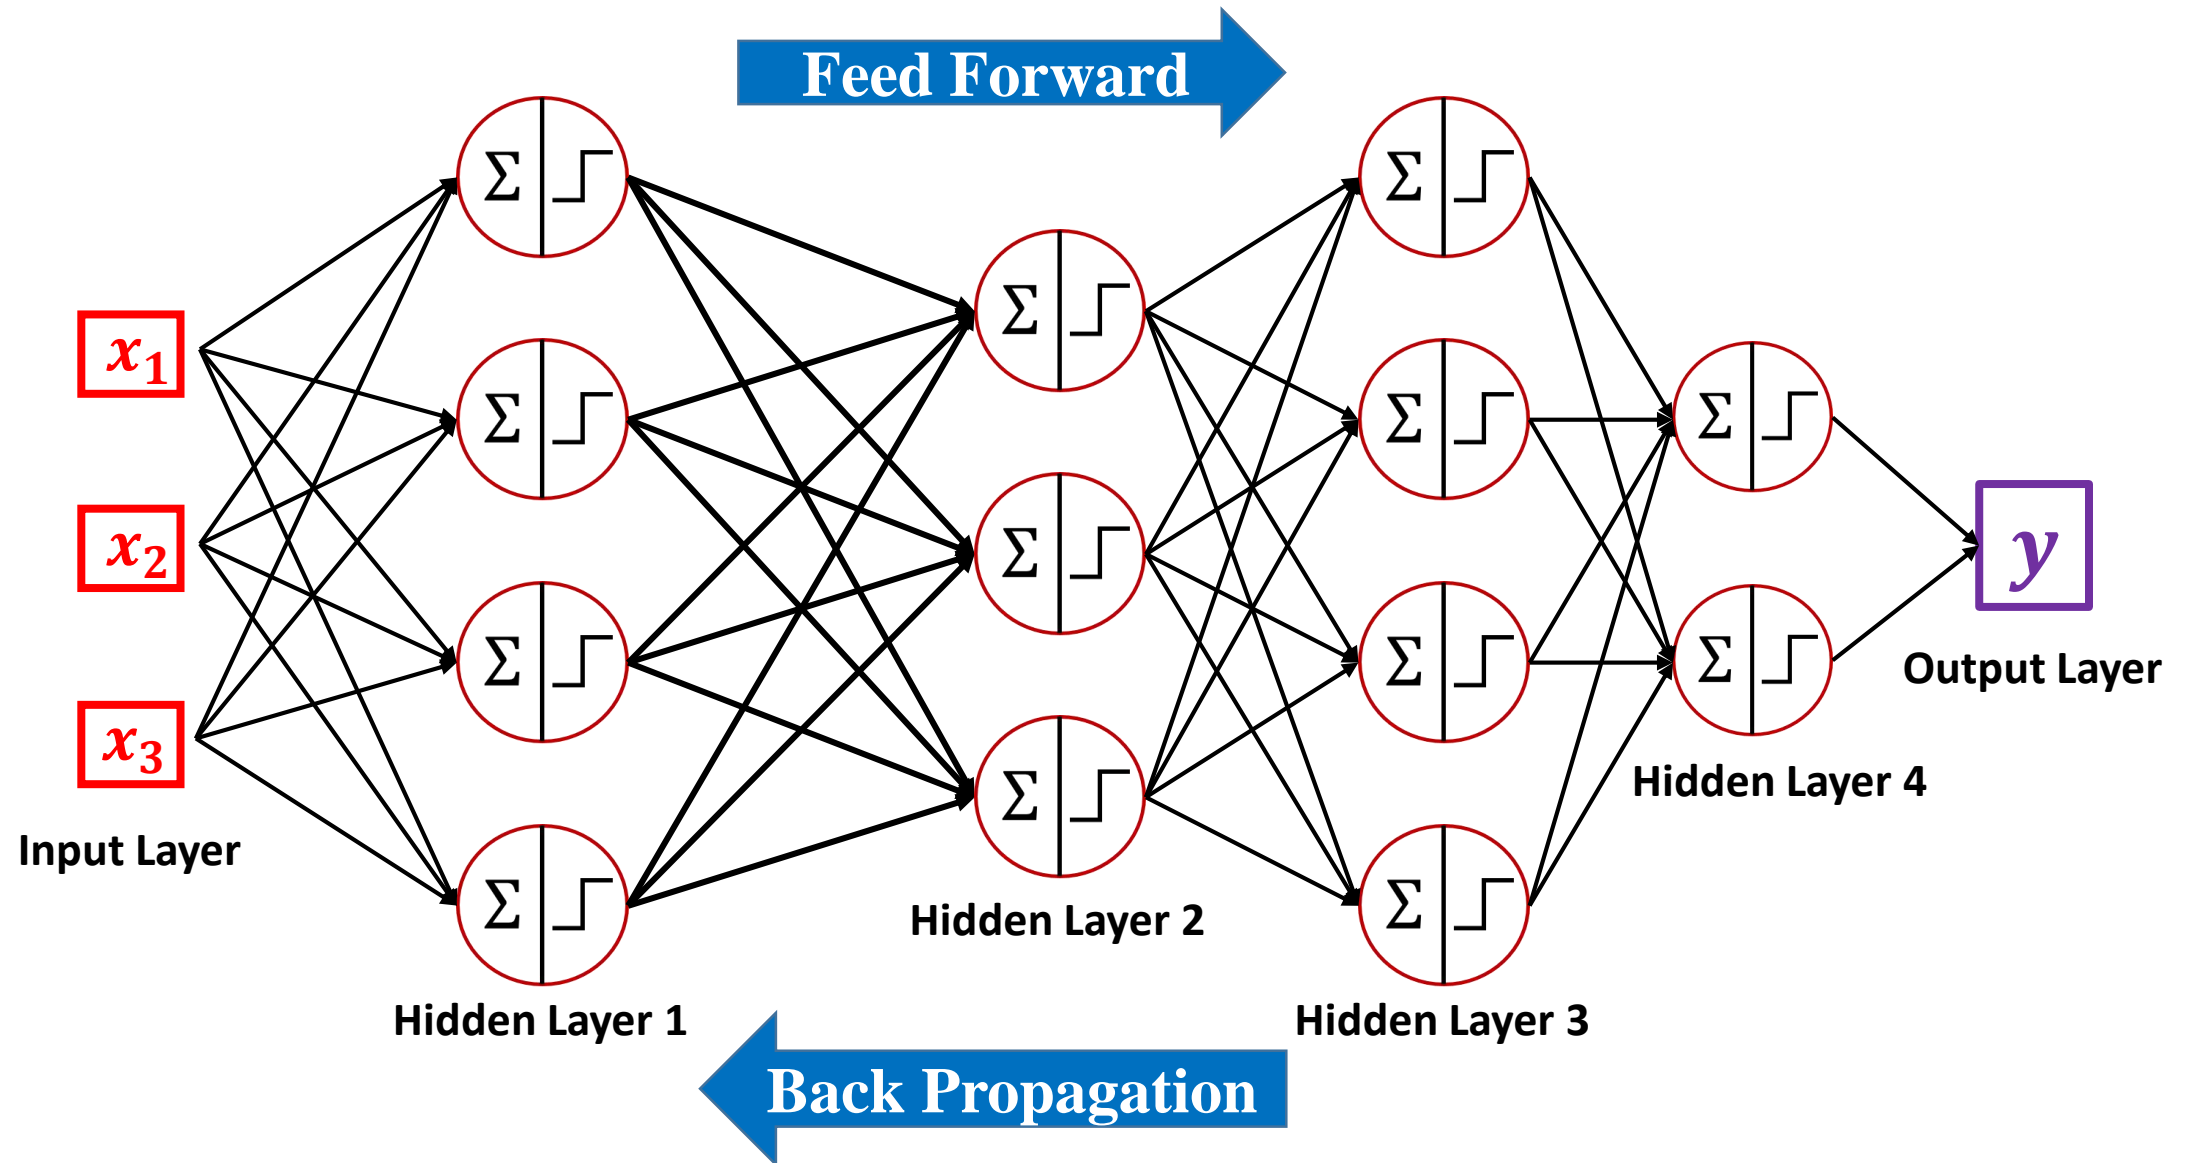 Feed Forward
x₁
x₂
x₃
Input Layer
Σ
Σ
Σ
Σ
Hidden Layer 1
Σ
Σ
Σ
Hidden Layer 2
Σ
Σ
Σ
Σ
Hidden Layer 3
Σ
Σ
Hidden Layer 4
y
Output Layer
Back Propagation